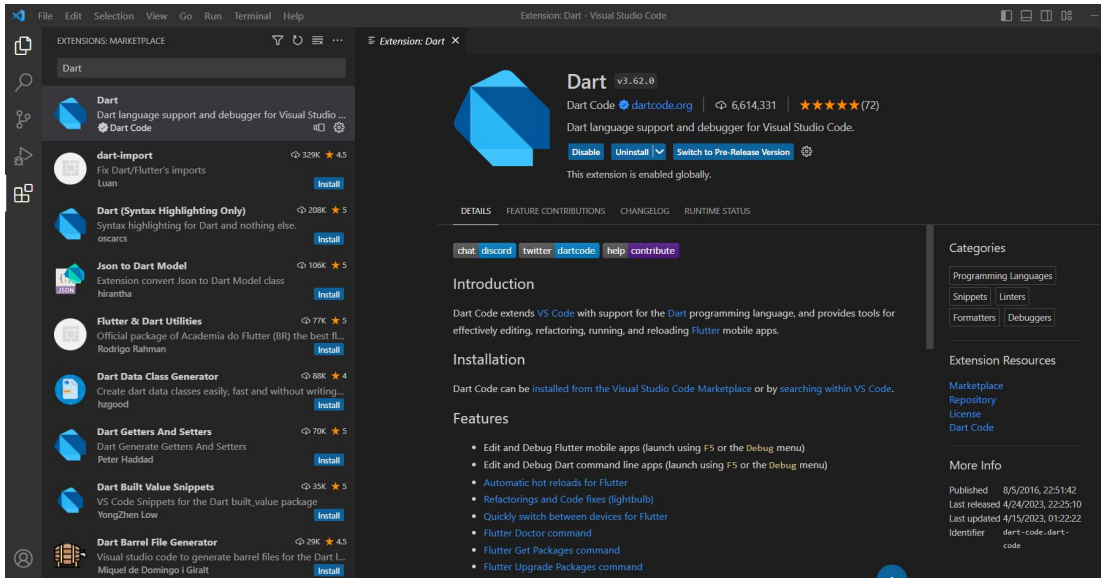 File Edit Selection View Go Run Terminal Help
Extension: Dart - Visual Studio Code
EXTENSIONS: MARKETPLACE
Dart
Dart
Dart language support and debugger for Visual Studio ...
Dart Code
dart-import 329K 4.5
Fix Dart/Flutter's imports
Luan Install
Dart (Syntax Highlighting Only) 208K 5
Syntax highlighting for Dart and nothing else.
oscarcs Install
Json to Dart Model 106K 5
Extension convert Json to Dart Model class
hirantha Install
JSON
Flutter & Dart Utilities 77K 5
Official package of Academia do Flutter (BR) the best fl...
Rodrigo Rahman Install
Dart Data Class Generator 88K 4
Create dart data classes easily, fast and without writing...
hzgood Install
Dart Getters And Setters 70K 5
Dart Generate Getters And Setters
Peter Haddad Install
Dart Built Value Snippets 35K 5
VS Code Snippets for the Dart built_value package
YongZhen Low Install
Dart Barrel File Generator 29K 4.5
Visual studio code to generate barrel files for the Dart l...
Miquel de Domingo i Giralt Install
Extension: Dart
Dart v3.62.0
Dart Code dartcode.org 6,614,331 (72)
Dart language support and debugger for Visual Studio Code.
Disable Uninstall Switch to Pre-Release Version
This extension is enabled globally.
DETAILS FEATURE CONTRIBUTIONS CHANGELOG RUNTIME STATUS
chat discord twitter dartcode help contribute
Introduction
Dart Code extends VS Code with support for the Dart programming language, and provides tools for
effectively editing, refactoring, running, and reloading Flutter mobile apps.
Installation
Dart Code can be installed from the Visual Studio Code Marketplace or by searching within VS Code.
Features
Edit and Debug Flutter mobile apps (launch using F5 or the Debug menu)
Edit and Debug Dart command line apps (launch using F5 or the Debug menu)
Automatic hot reloads for Flutter
Refactorings and Code fixes (lightbulb)
Quickly switch between devices for Flutter
Flutter Doctor command
Flutter Get Packages command
Flutter Upgrade Packages command
Categories
Programming Languages
Snippets Linters
Formatters Debuggers
Extension Resources
Marketplace
Repository
License
Dart Code
More Info
Published 8/5/2016, 22:51:42
Last released 4/24/2023, 22:25:10
Last updated 4/15/2023, 01:22:22
Identifier dart-code.dart-
code